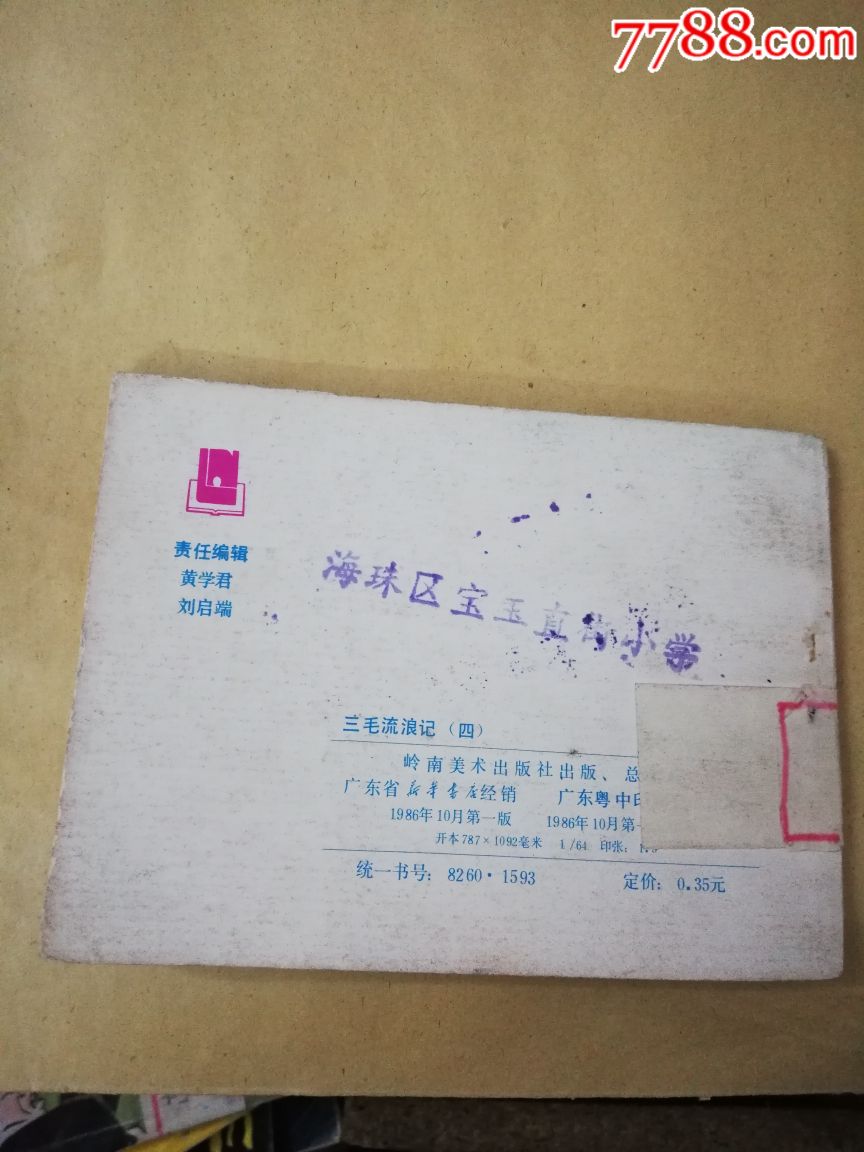 7788.com
责任编辑
黄学君
刘启端
海珠区宝玉直街小学
三毛流浪记（四）
岭南美术出版社出版、总
广东省新华书店经销 广东粤中印
1986年10月第一版 1986年10月第一
开本787×1092毫米 1/64 印张：1.5
统一书号：8260·1593 定价：0.35元